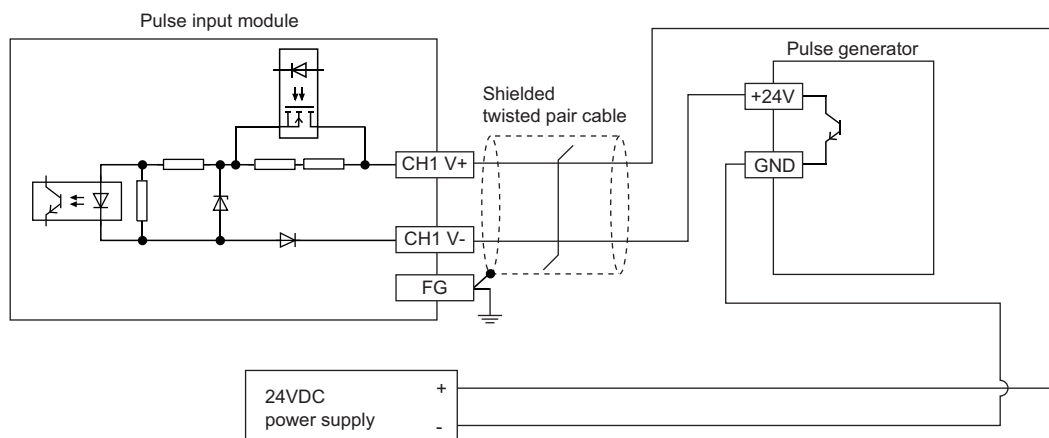 Pulse input module
Pulse generator
Shielded
twisted pair cable
+24V
CH1 V+
GND
CH1 V-
FG
24VDC
power supply
+
-